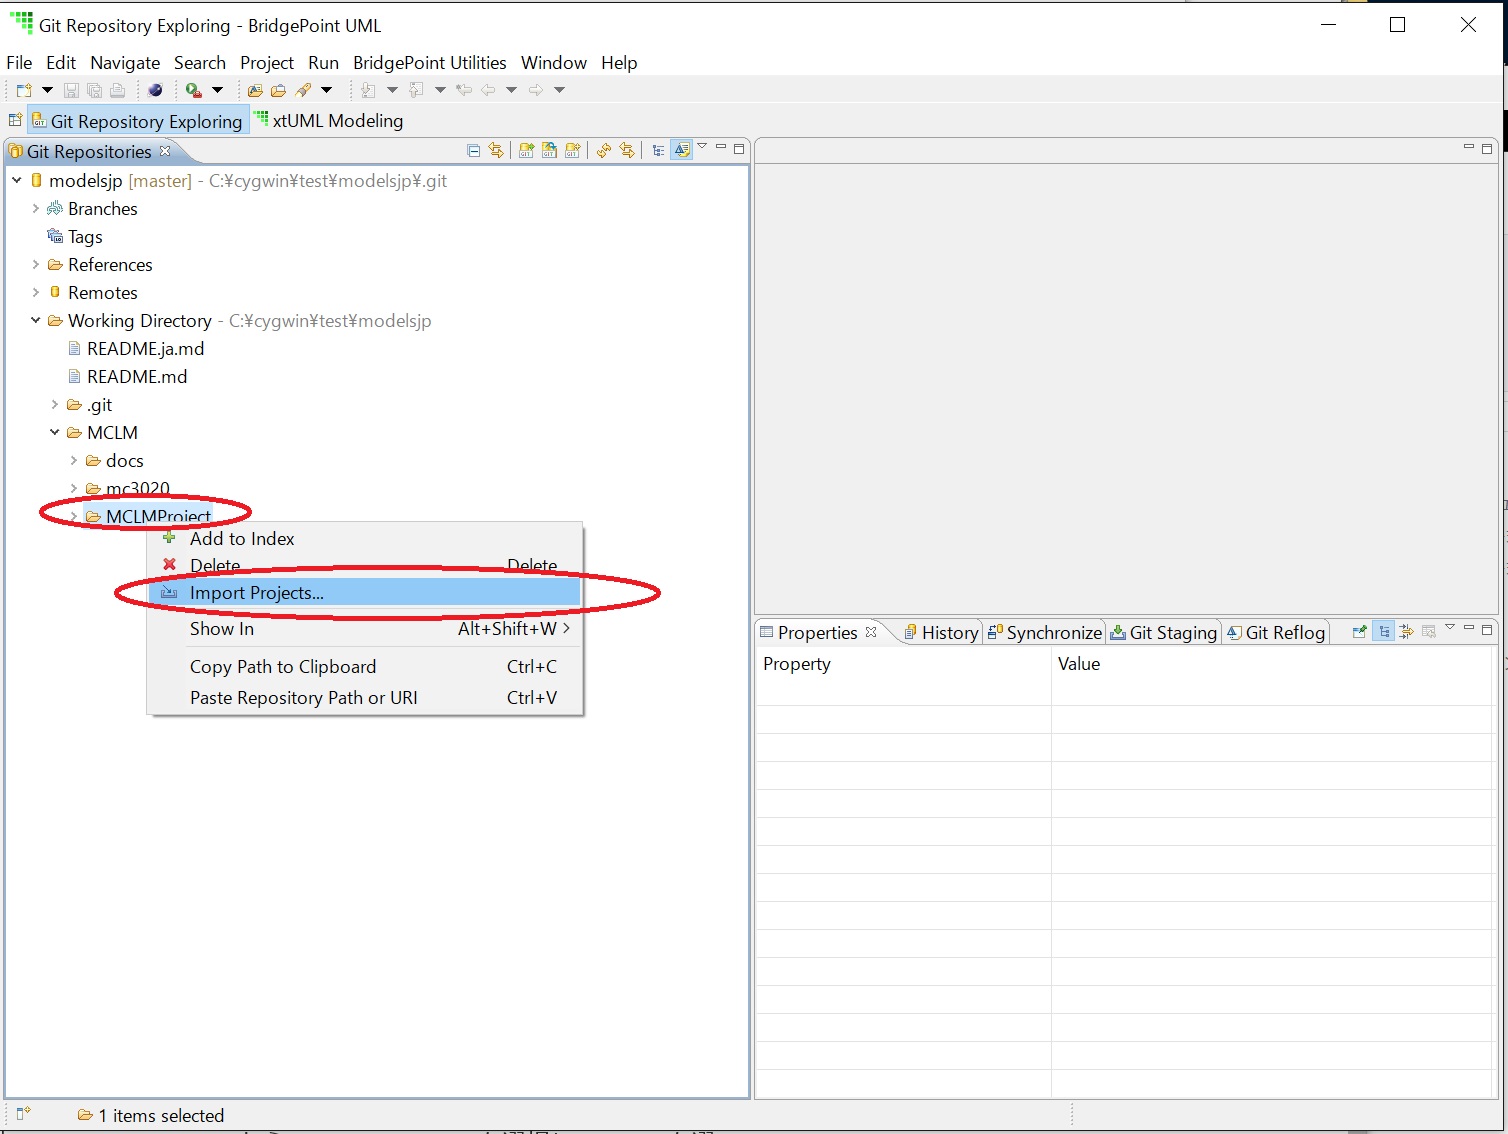 Git Repository Exploring - BridgePoint UML
File Edit Navigate Search Project Run BridgePoint Utilities Window Help
Git Repository Exploring xtUML Modeling
Git Repositories
modelsjp [master] - C:¥cygwin¥test¥modelsjp¥.git
Branches
Tags
References
Remotes
Working Directory - C:¥cygwin¥test¥modelsjp
README.ja.md
README.md
.git
MCLM
docs
mc3020
MCLMProject
Add to Index
Delete Delete
Import Projects...
Show In Alt+Shift+W
Copy Path to Clipboard Ctrl+C
Paste Repository Path or URI Ctrl+V
Properties History Synchronize Git Staging Git Reflog
Property Value
1 items selected